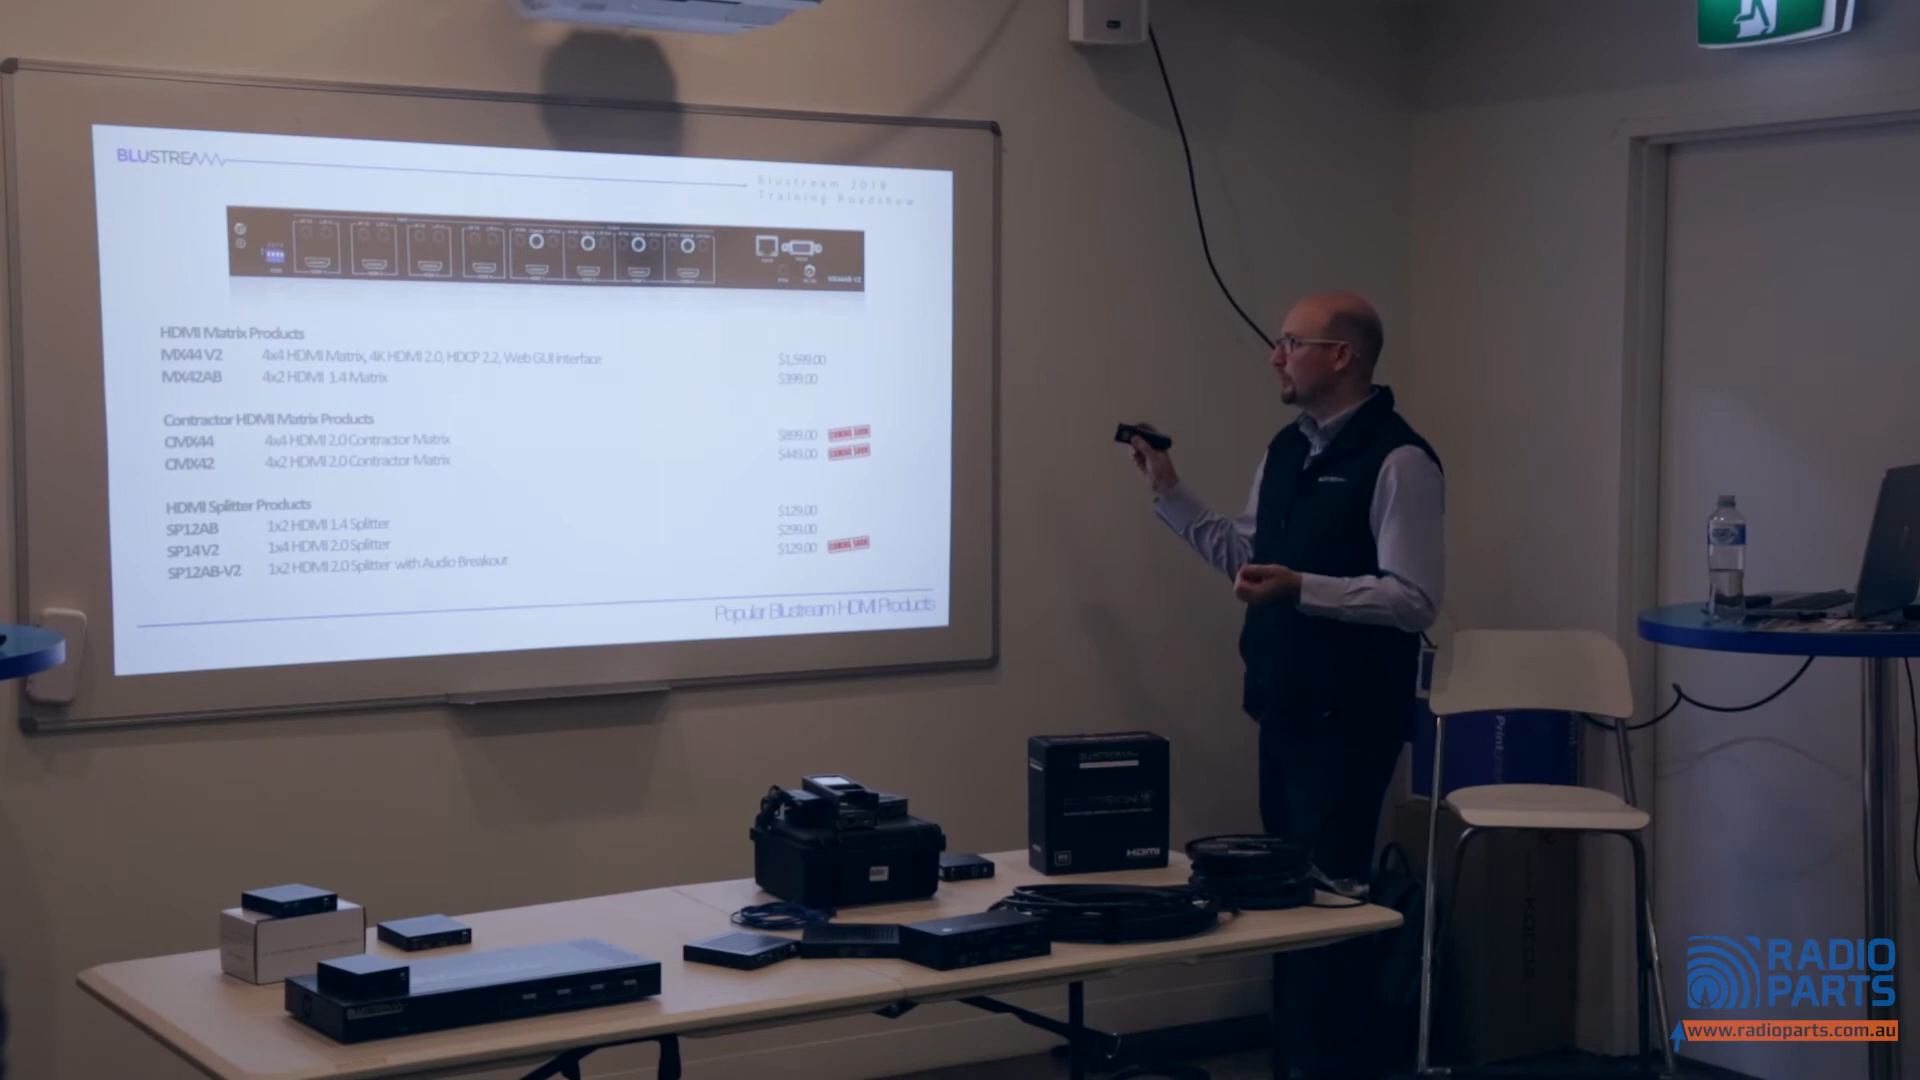 BLUSTREAM
Blustream 2018
Training Roadshow
HDMI Matrix Products
MX44 V2 4x4 HDMI Matrix, 4K HDMI 2.0, HDCP 2.2, Web GUI interface $1,599.00
MX42AB 4x2 HDMI 1.4 Matrix $399.00
Contractor HDMI Matrix Products
CMX44 4x4 HDMI 2.0 Contractor Matrix $899.00 COMING SOON
CMX42 4x2 HDMI 2.0 Contractor Matrix $449.00 COMING SOON
HDMI Splitter Products $129.00
SP12AB 1x2 HDMI 1.4 Splitter $299.00
SP14V2 1x4 HDMI 2.0 Splitter $129.00 COMING SOON
SP12AB-V2 1x2 HDMI 2.0 Splitter with Audio Breakout
Popular Blustream HDMI Products
HDMI
BLUSTREAM
Print
RADIO
PARTS
www.radioparts.com.au